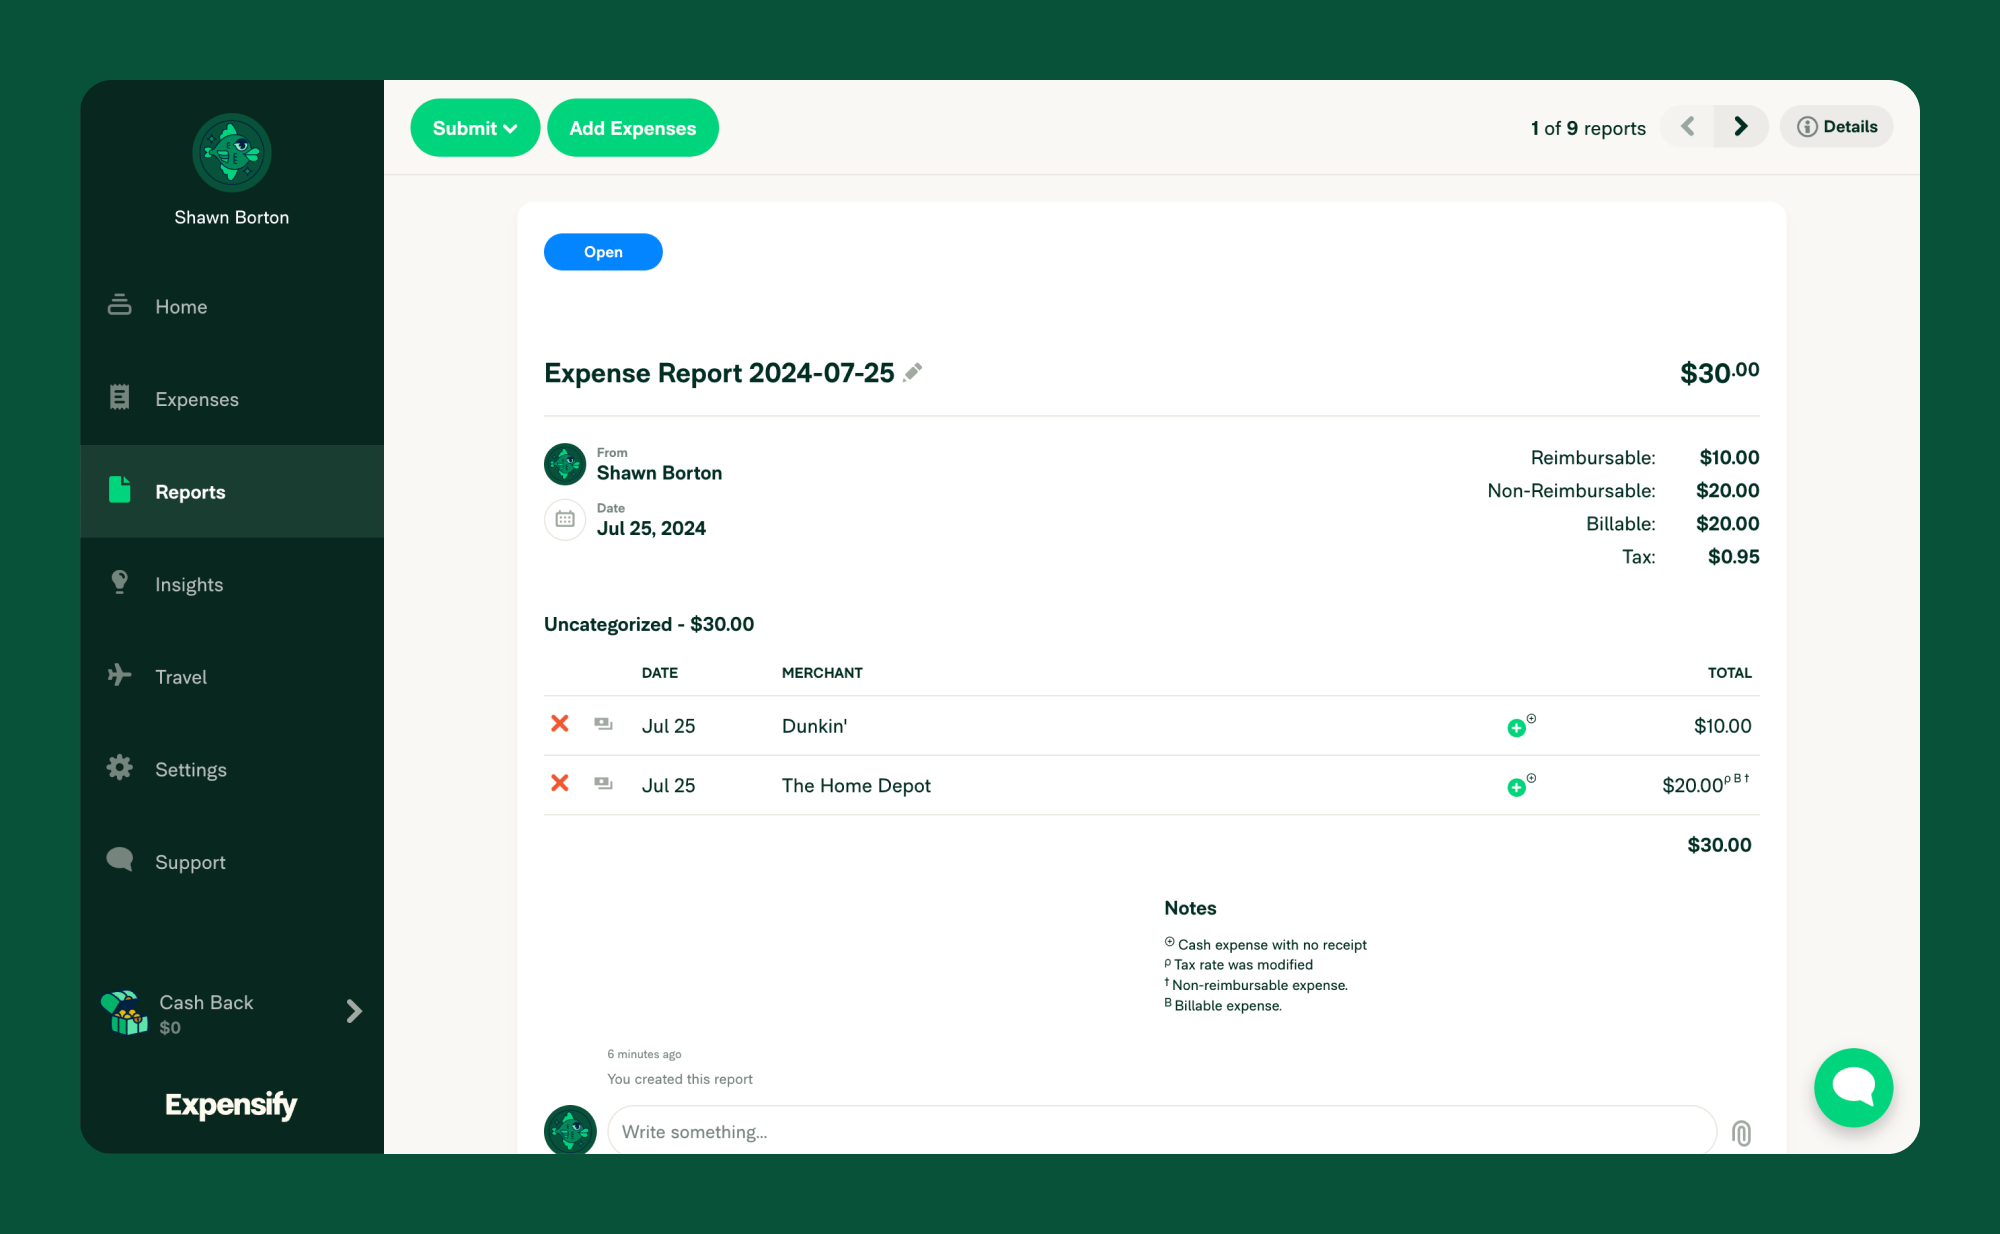 Shawn Borton
Home
Expenses
Reports
Insights
Travel
Settings
Support
Cash Back
$0
Expensify
Submit
Add Expenses
1 of 9 reports
Details
Open
Expense Report 2024-07-25
$30.00
From
Shawn Borton
Date
Jul 25, 2024
Reimbursable: $10.00
Non-Reimbursable: $20.00
Billable: $20.00
Tax: $0.95
Uncategorized - $30.00
DATE MERCHANT TOTAL
Jul 25 Dunkin' $10.00
Jul 25 The Home Depot $20.00ρ B †
$30.00
Notes
⊕ Cash expense with no receipt
ρ Tax rate was modified
† Non-reimbursable expense.
B Billable expense.
6 minutes ago
You created this report
Write something...